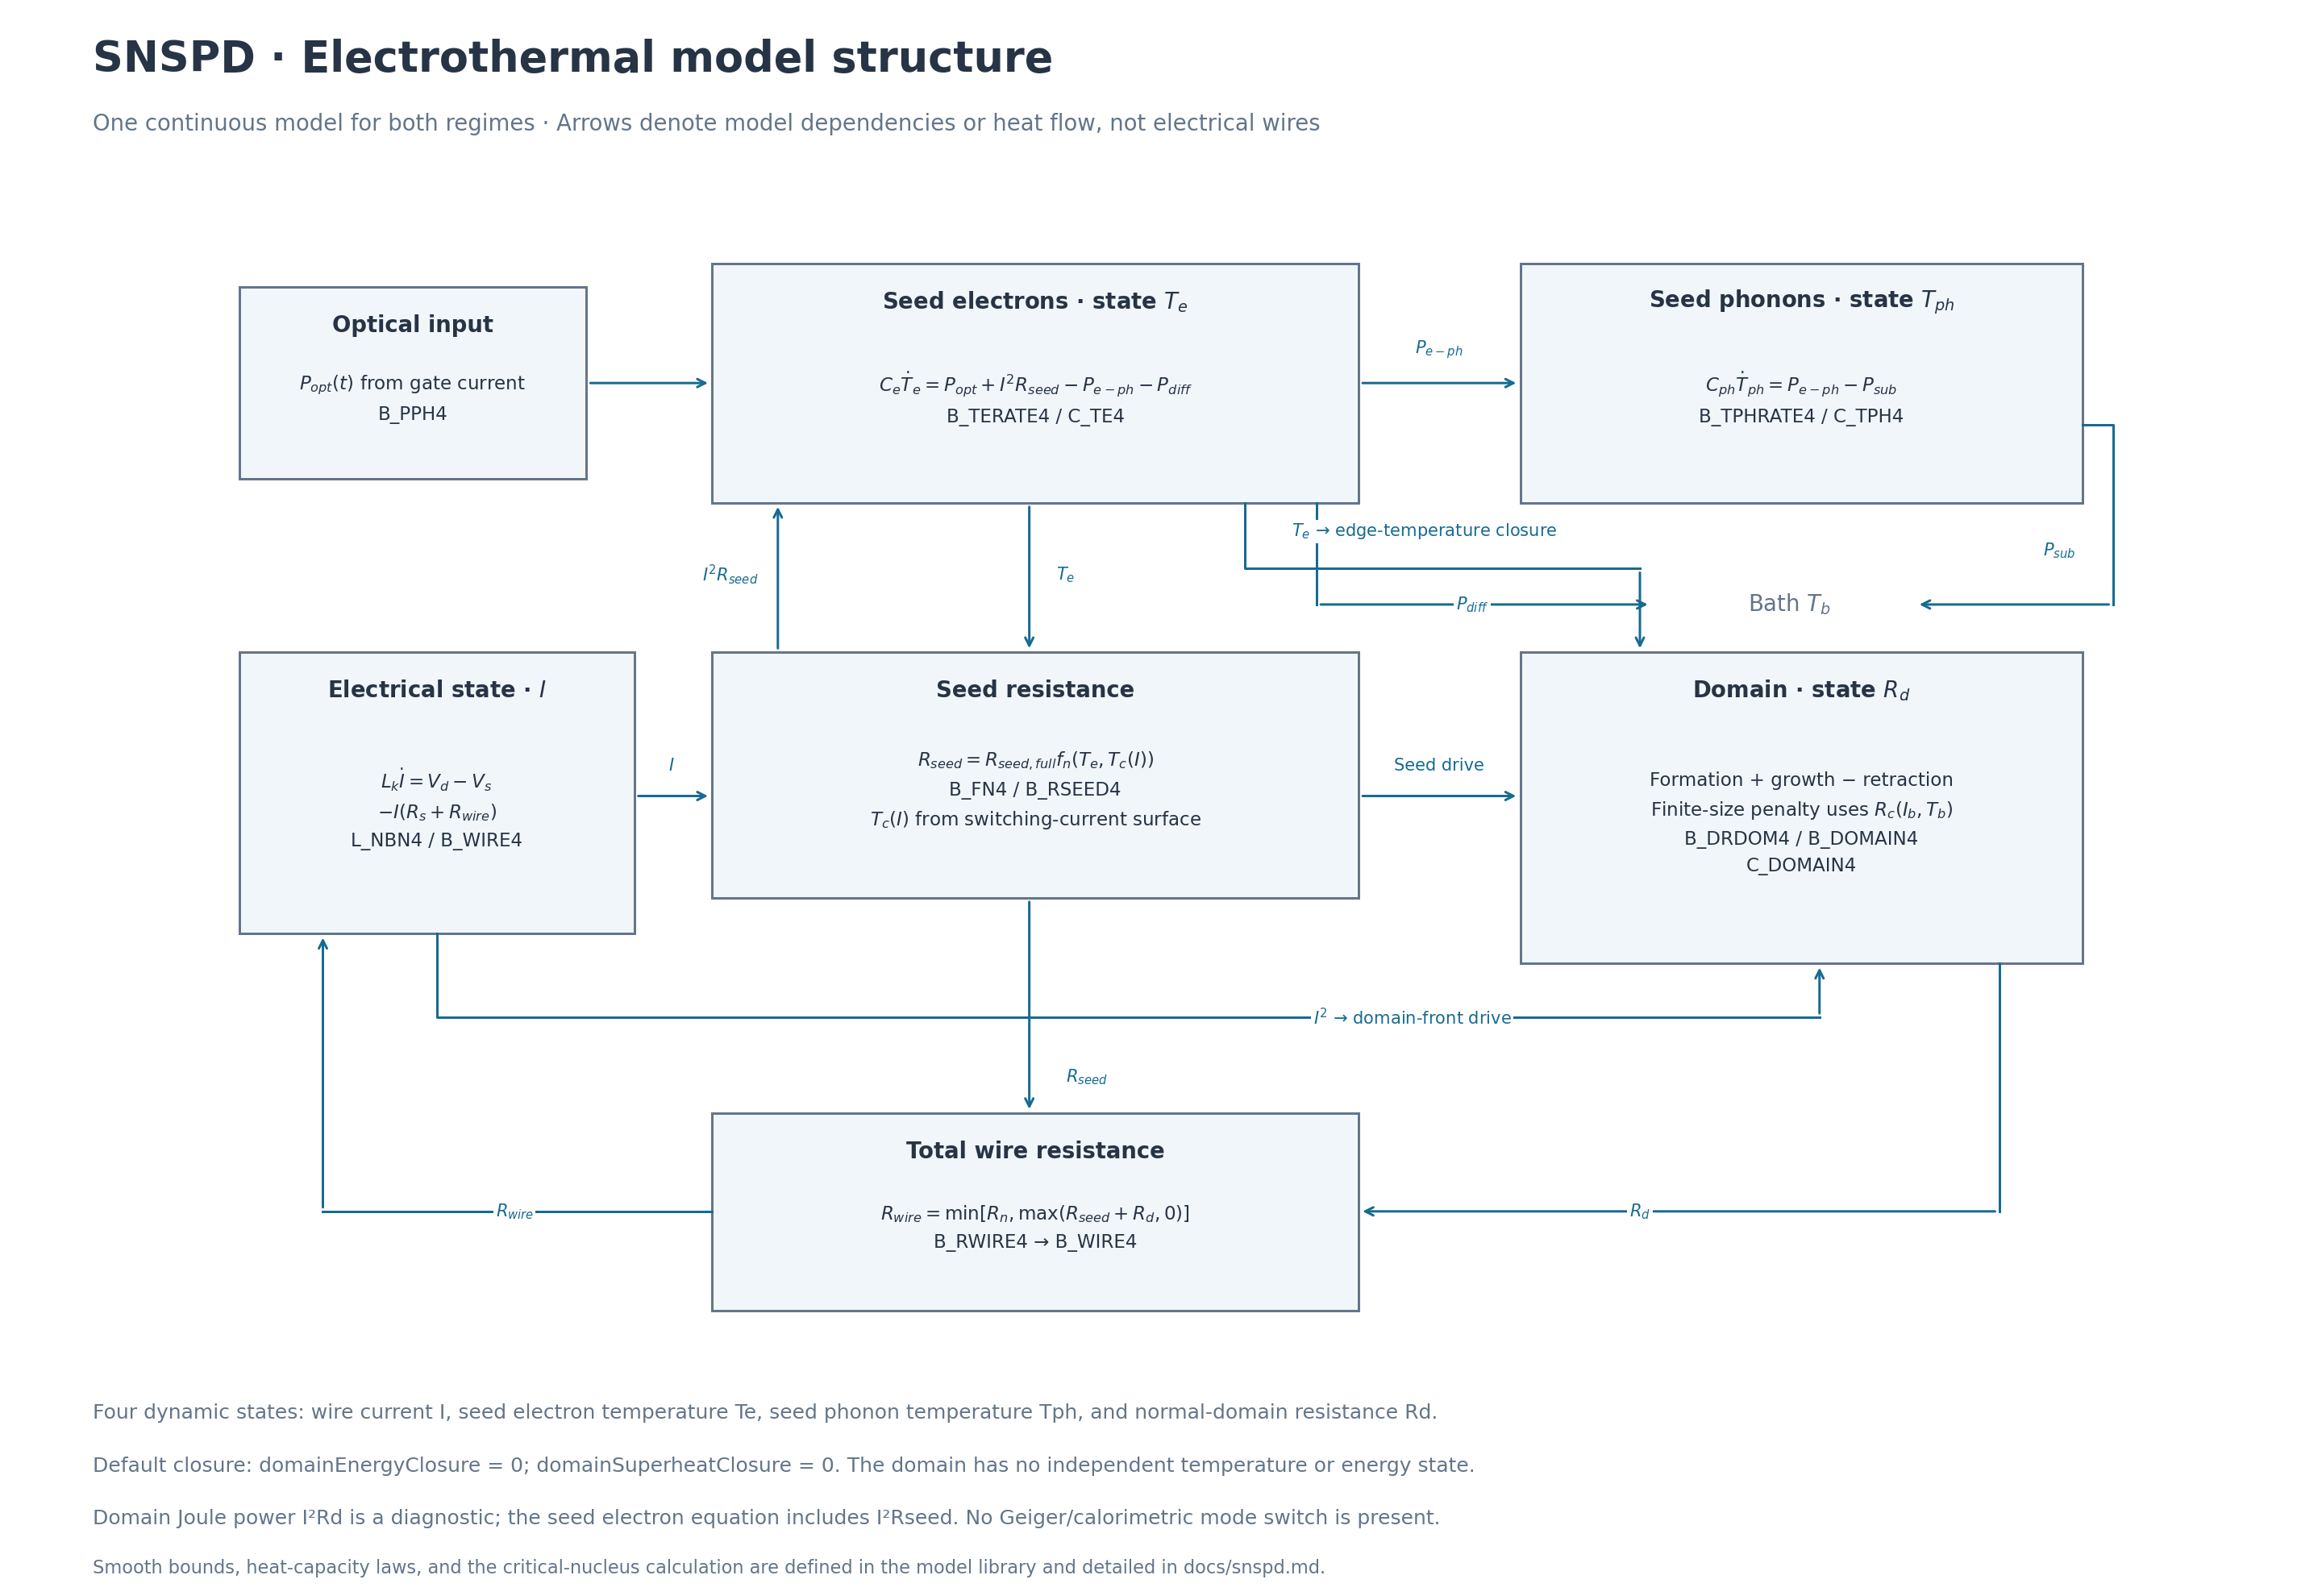 SNSPD · Electrothermal model structure
One continuous model for both regimes · Arrows denote model dependencies or heat flow, not electrical wires
Optical input
P_opt(t) from gate current
B_PPH4
Seed electrons · state T_e
C_e Ṫ_e = P_opt + I²R_seed − P_e−ph − P_diff
B_TERATE4 / C_TE4
P_e−ph
Seed phonons · state T_ph
C_ph Ṫ_ph = P_e−ph − P_sub
B_TPHRATE4 / C_TPH4
T_e → edge-temperature closure
P_sub
I²R_seed
T_e
P_diff
Bath T_b
Electrical state · I
L_k İ = V_d − V_s
−I(R_s + R_wire)
L_NBN4 / B_WIRE4
I
Seed resistance
R_seed = R_seed,full f_n(T_e, T_c(I))
B_FN4 / B_RSEED4
T_c(I) from switching-current surface
Seed drive
Domain · state R_d
Formation + growth − retraction
Finite-size penalty uses R_c(I_b, T_b)
B_DRDOM4 / B_DOMAIN4
C_DOMAIN4
I² → domain-front drive
R_seed
Total wire resistance
R_wire = min[R_n, max(R_seed + R_d, 0)]
B_RWIRE4 → B_WIRE4
R_wire
R_d
Four dynamic states: wire current I, seed electron temperature Te, seed phonon temperature Tph, and normal-domain resistance Rd.
Default closure: domainEnergyClosure = 0; domainSuperheatClosure = 0. The domain has no independent temperature or energy state.
Domain Joule power I²Rd is a diagnostic; the seed electron equation includes I²Rseed. No Geiger/calorimetric mode switch is present.
Smooth bounds, heat-capacity laws, and the critical-nucleus calculation are defined in the model library and detailed in docs/snspd.md.